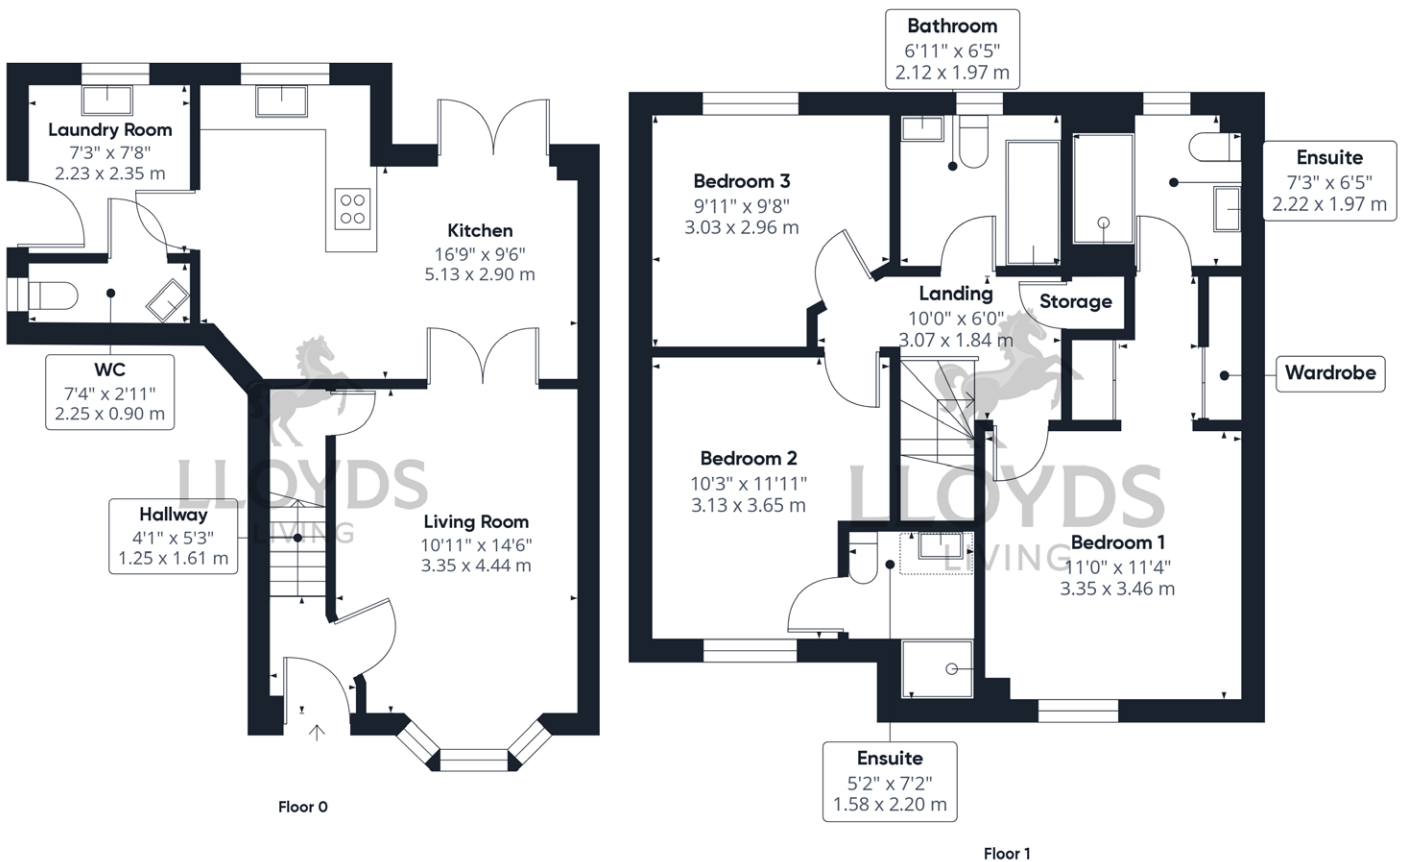 Laundry Room
7'3" x 7'8"
2.23 x 2.35 m
Kitchen
16'9" x 9'6"
5.13 x 2.90 m
WC
7'4" x 2'11"
2.25 x 0.90 m
Hallway
4'1" x 5'3"
1.25 x 1.61 m
Living Room
10'11" x 14'6"
3.35 x 4.44 m
LLOYDS
LIVING
Floor 0
Bathroom
6'11" x 6'5"
2.12 x 1.97 m
Bedroom 3
9'11" x 9'8"
3.03 x 2.96 m
Ensuite
7'3" x 6'5"
2.22 x 1.97 m
Landing
10'0" x 6'0"
3.07 x 1.84 m
Storage
Wardrobe
Bedroom 2
10'3" x 11'11"
3.13 x 3.65 m
LLOYDS
LIVING
Bedroom 1
11'0" x 11'4"
3.35 x 3.46 m
Ensuite
5'2" x 7'2"
1.58 x 2.20 m
Floor 1